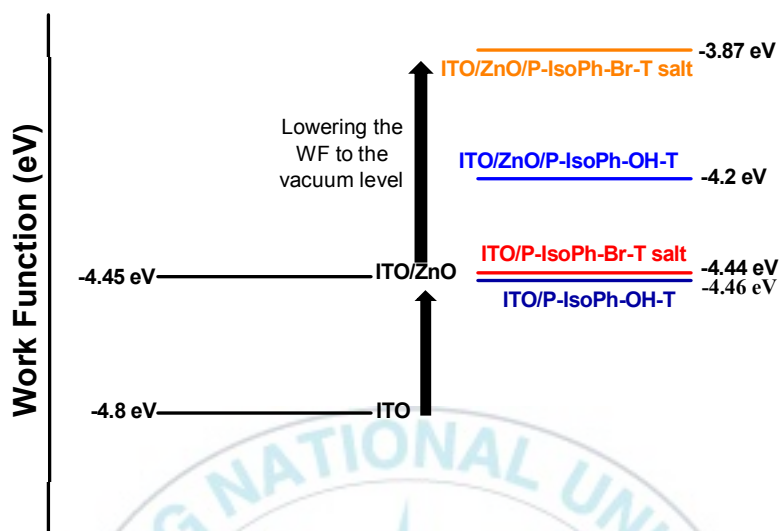 Work Function (eV)
-3.87 eV
ITO/ZnO/P-IsoPh-Br-T salt
Lowering the
WF to the
vacuum level
ITO/ZnO/P-IsoPh-OH-T
-4.2 eV
ITO/P-IsoPh-Br-T salt
-4.45 eV
ITO/ZnO
-4.44 eV
-4.46 eV
ITO/P-IsoPh-OH-T
-4.8 eV
ITO
NATIONAL